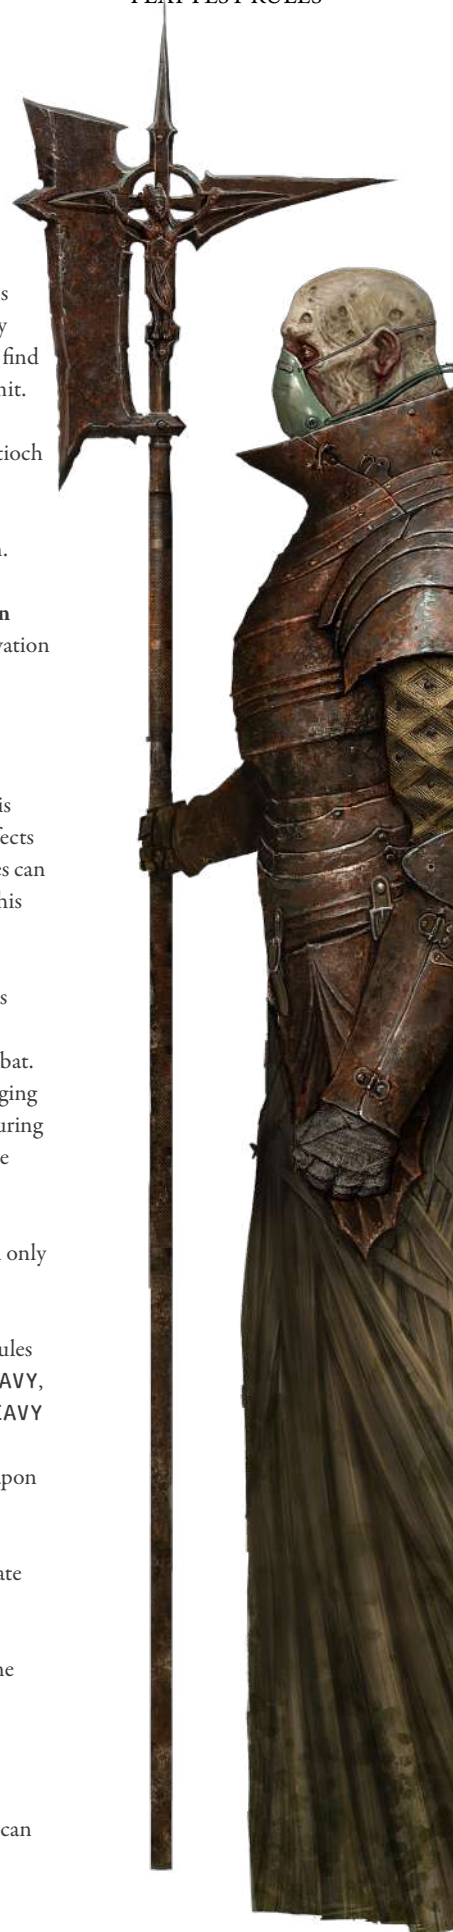 PLAYTEST RULES
s
y
find
nit.
tioch
n.
n
vation
is
fects
es can
his
s
bat.
ging
uring
e
only
ules
AVY,
EAVY
upon
ate
he
can